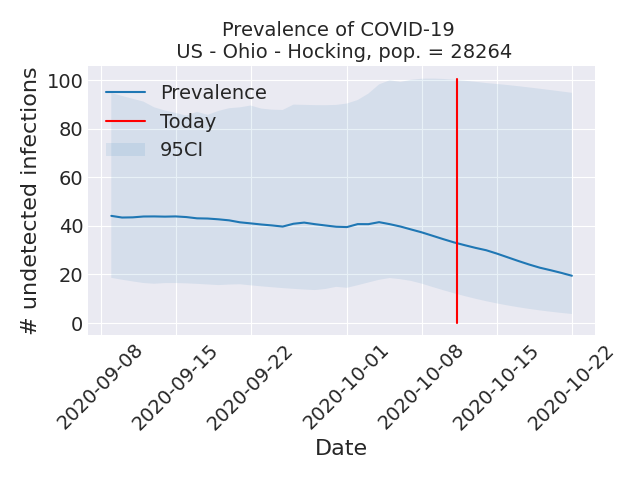 Prevalence of COVID-19
US - Ohio - Hocking, pop. = 28264
# undetected infections
100
80
60
40
20
0
Prevalence
Today
95CI
2020-09-08
2020-09-15
2020-09-22
2020-10-01
2020-10-08
2020-10-15
2020-10-22
Date